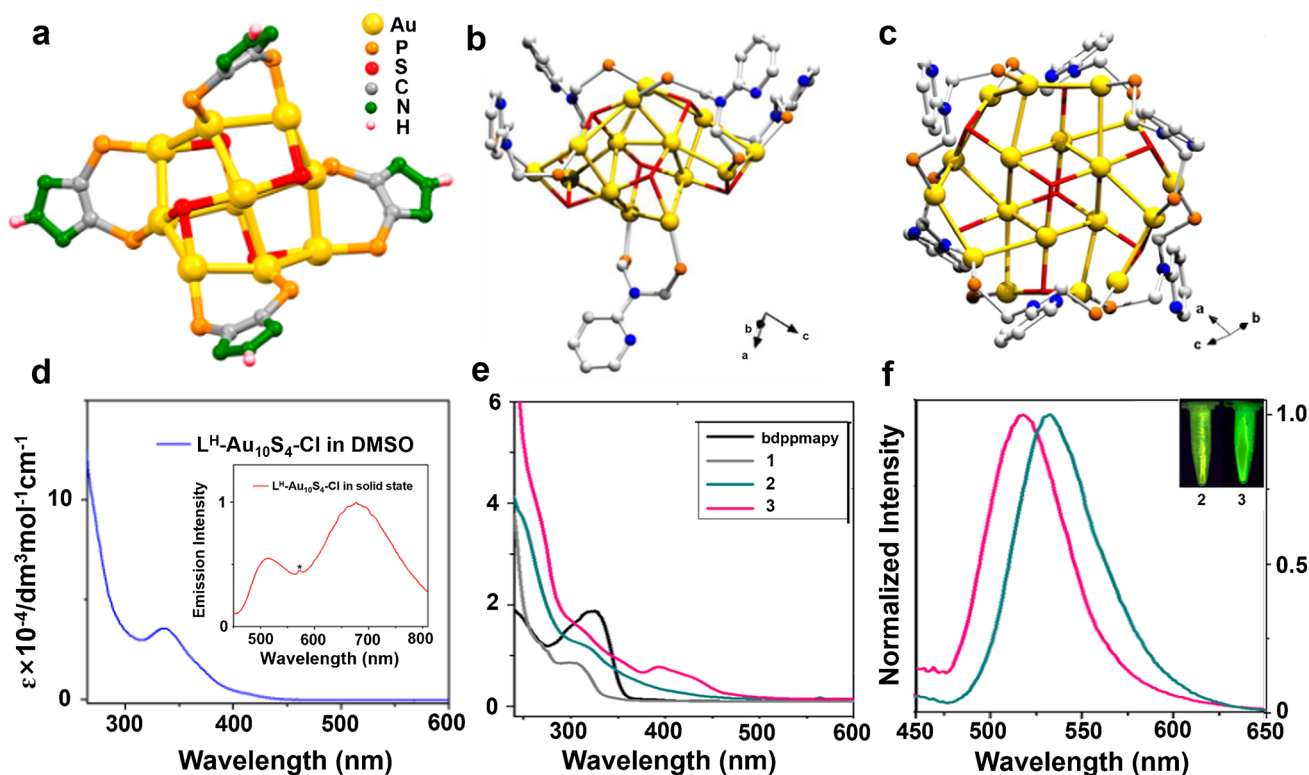 a
Au
P
S
C
N
H
b
b
a
c
c
a
b
c
d
ε×10⁻⁴/dm³mol⁻¹cm⁻¹
10
0
300
400
500
600
Wavelength (nm)
Lᴴ-Au₁₀S₄-Cl in DMSO
Lᴴ-Au₁₀S₄-Cl in solid state
*
Emission Intensity
1
0
500
600
700
800
Wavelength (nm)
e
6
4
2
0
300
400
500
600
Wavelength (nm)
bdppmapy
1
2
3
f
Normalized Intensity
1.0
0.5
0
2 3
450
500
550
600
650
Wavelength (nm)